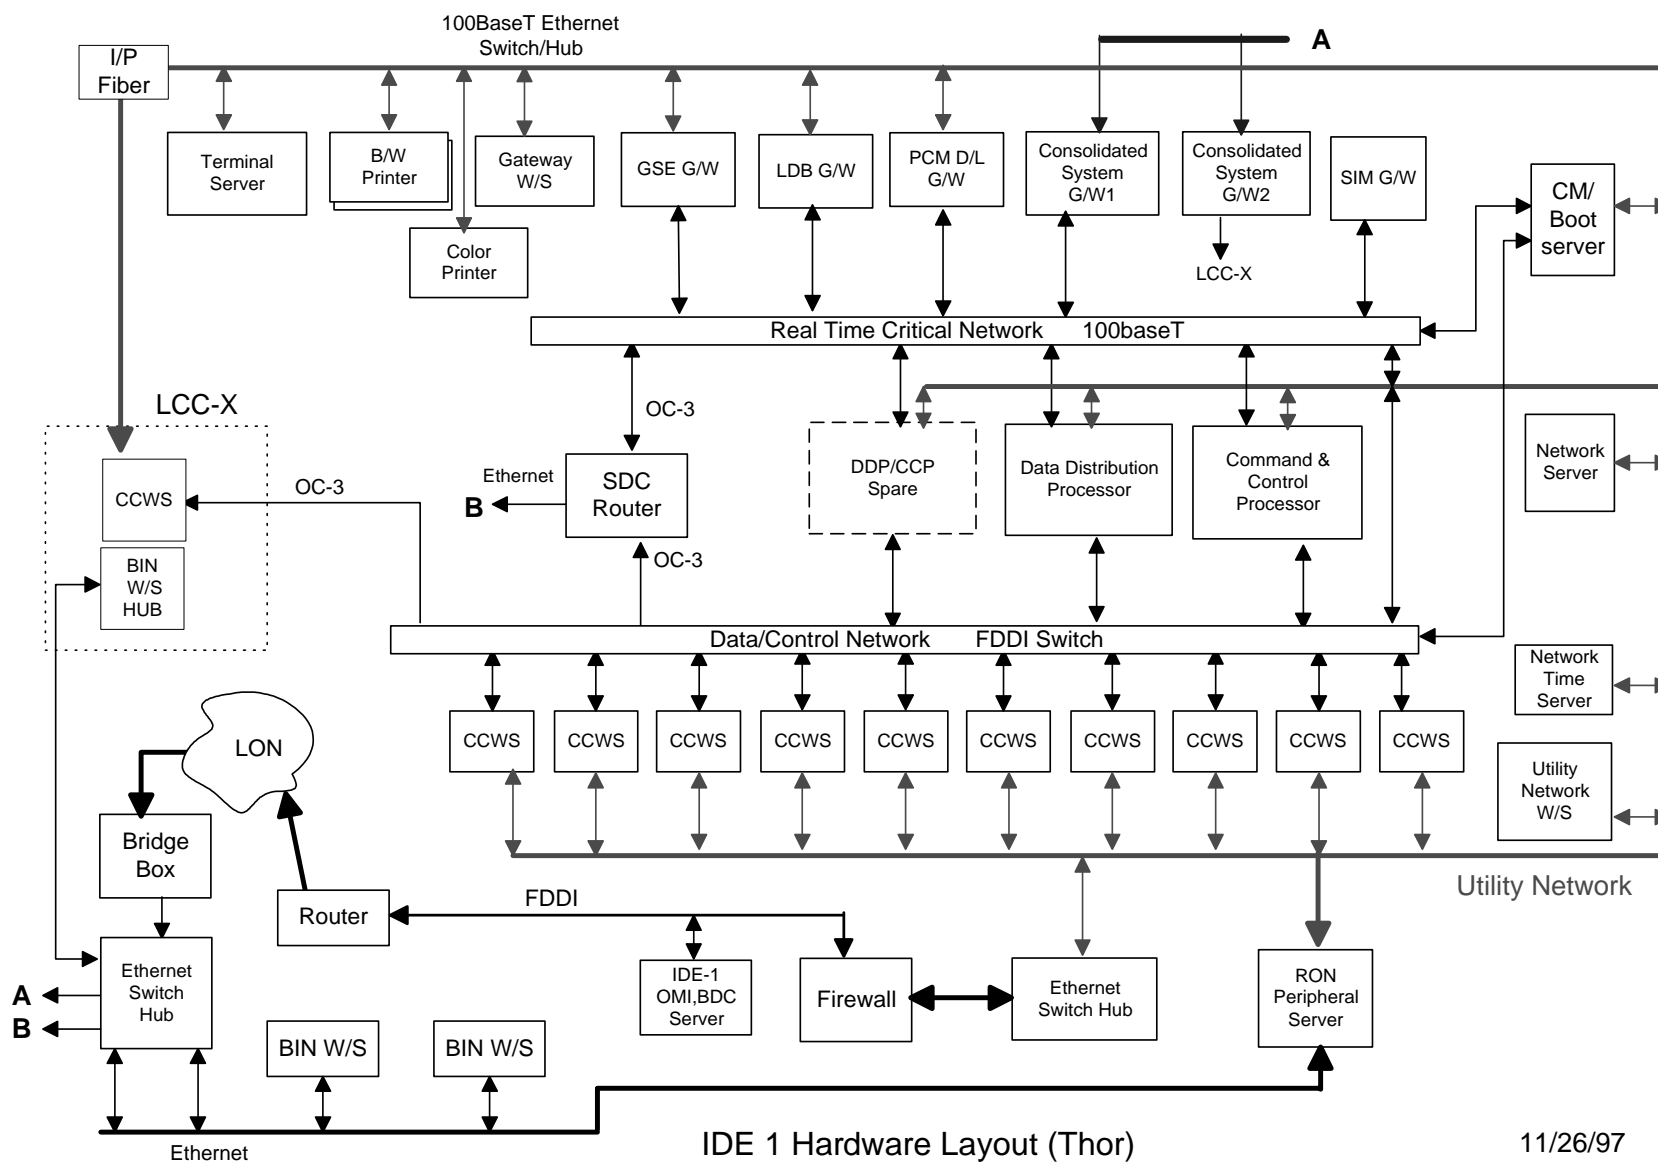 100BaseT Ethernet
Switch/Hub
A
I/P
Fiber
Terminal
Server
B/W
Printer
Gateway
W/S
GSE G/W
LDB G/W
PCM D/L
G/W
Consolidated
System
G/W1
Consolidated
System
G/W2
SIM G/W
CM/
Boot
server
Color
Printer
LCC-X
Real Time Critical Network 100baseT
LCC-X
OC-3
CCWS
OC-3
Ethernet
B
SDC
Router
DDP/CCP
Spare
Data Distribution
Processor
Command &
Control
Processor
Network
Server
BIN
W/S
HUB
OC-3
Data/Control Network FDDI Switch
Network
Time
Server
LON
CCWS
CCWS
CCWS
CCWS
CCWS
CCWS
CCWS
CCWS
CCWS
CCWS
Utility
Network
W/S
Bridge
Box
Utility Network
Router
FDDI
Ethernet
Switch
Hub
A
B
IDE-1
OMI,BDC
Server
Firewall
Ethernet
Switch Hub
RON
Peripheral
Server
BIN W/S
BIN W/S
Ethernet
IDE 1 Hardware Layout (Thor)
11/26/97